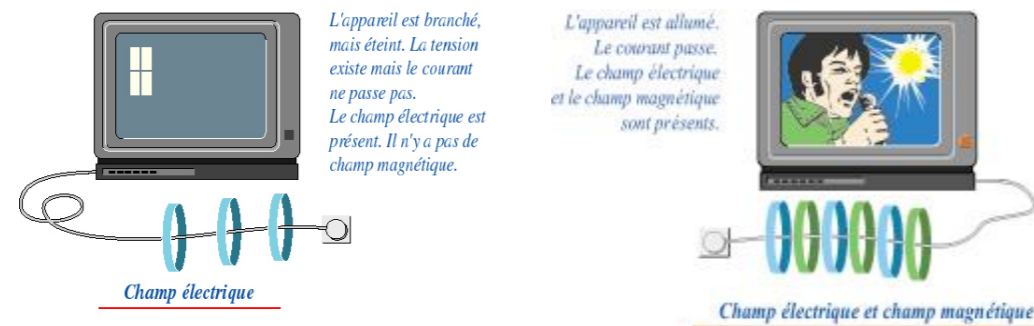 L'appareil est branché,
mais éteint. La tension
existe mais le courant
ne passe pas.
Le champ électrique est
présent. Il n'y a pas de
champ magnétique.
Champ électrique
L'appareil est allumé.
Le courant passe.
Le champ électrique
et le champ magnétique
sont présents.
Champ électrique et champ magnétique